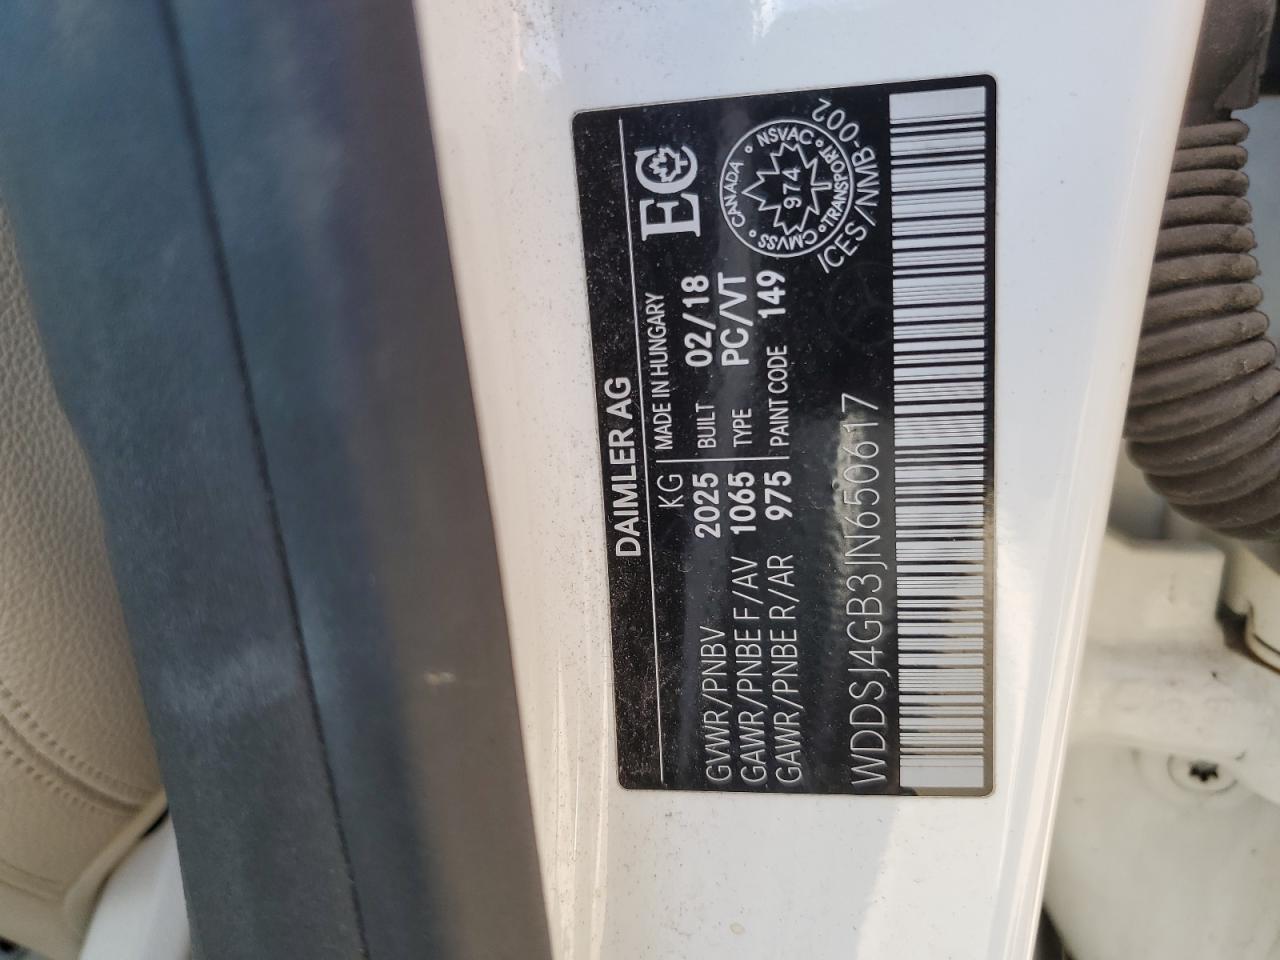 DAIMLER AG
KG MADE IN HUNGARY
GVWR/PNBV 2025 BUILT 02/18
GAWR/PNBE F/AV 1065 TYPE PC/VT
GAWR/PNBE R/AR 975 PAINT CODE 149
EC
CANADA • NSVAC • TRANSPORT • CMVSS •
974
ICES/NMB-002
WDDSJ4GB3JN650617